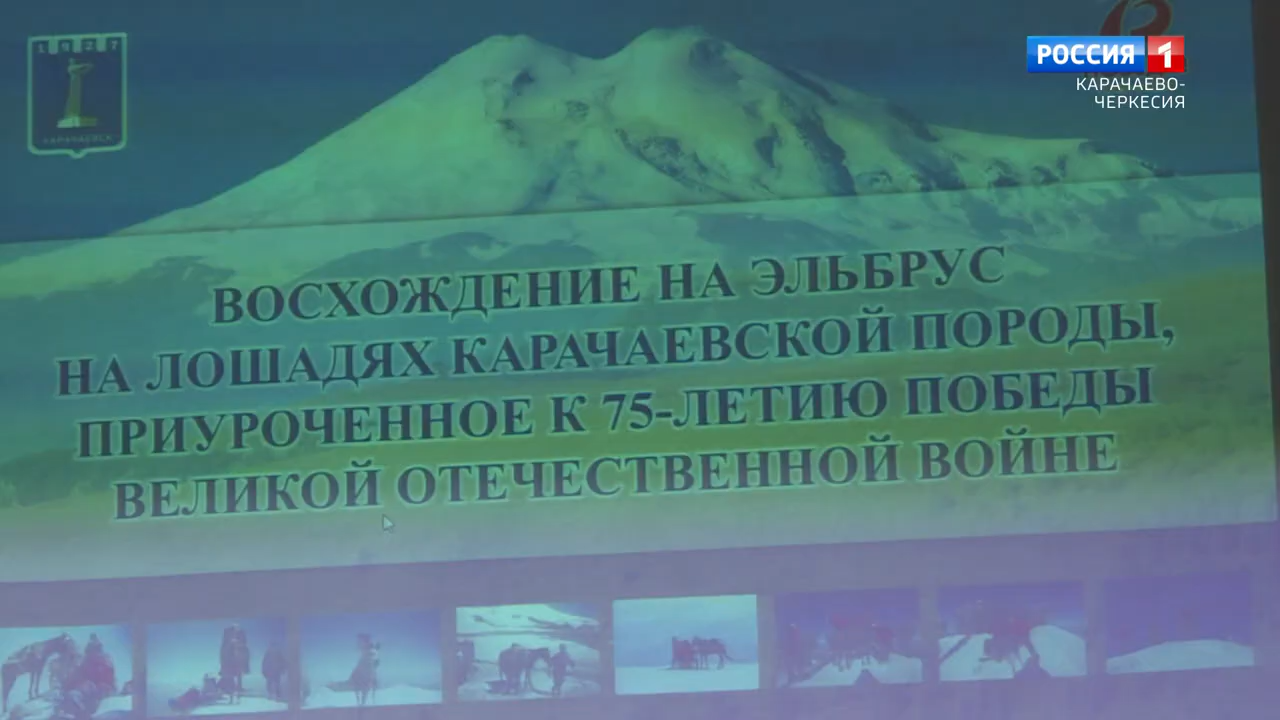 1927
КАРАЧАЕВСК
РОССИЯ 1
КАРАЧАЕВО-
ЧЕРКЕСИЯ
ВОСХОЖДЕНИЕ НА ЭЛЬБРУС
НА ЛОШАДЯХ КАРАЧАЕВСКОЙ ПОРОДЫ,
ПРИУРОЧЕННОЕ К 75-ЛЕТИЮ ПОБЕДЫ
ВЕЛИКОЙ ОТЕЧЕСТВЕННОЙ ВОЙНЕ